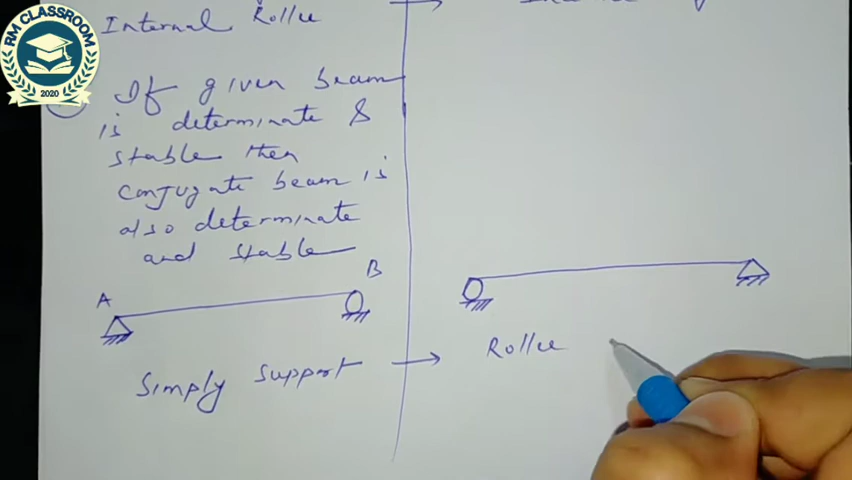 RM CLASSROOM
2020
Internal Roller
If given beam
is determinate &
stable then
conjugate beam is
also determinate
and stable
A
B
Simply Support
Roller